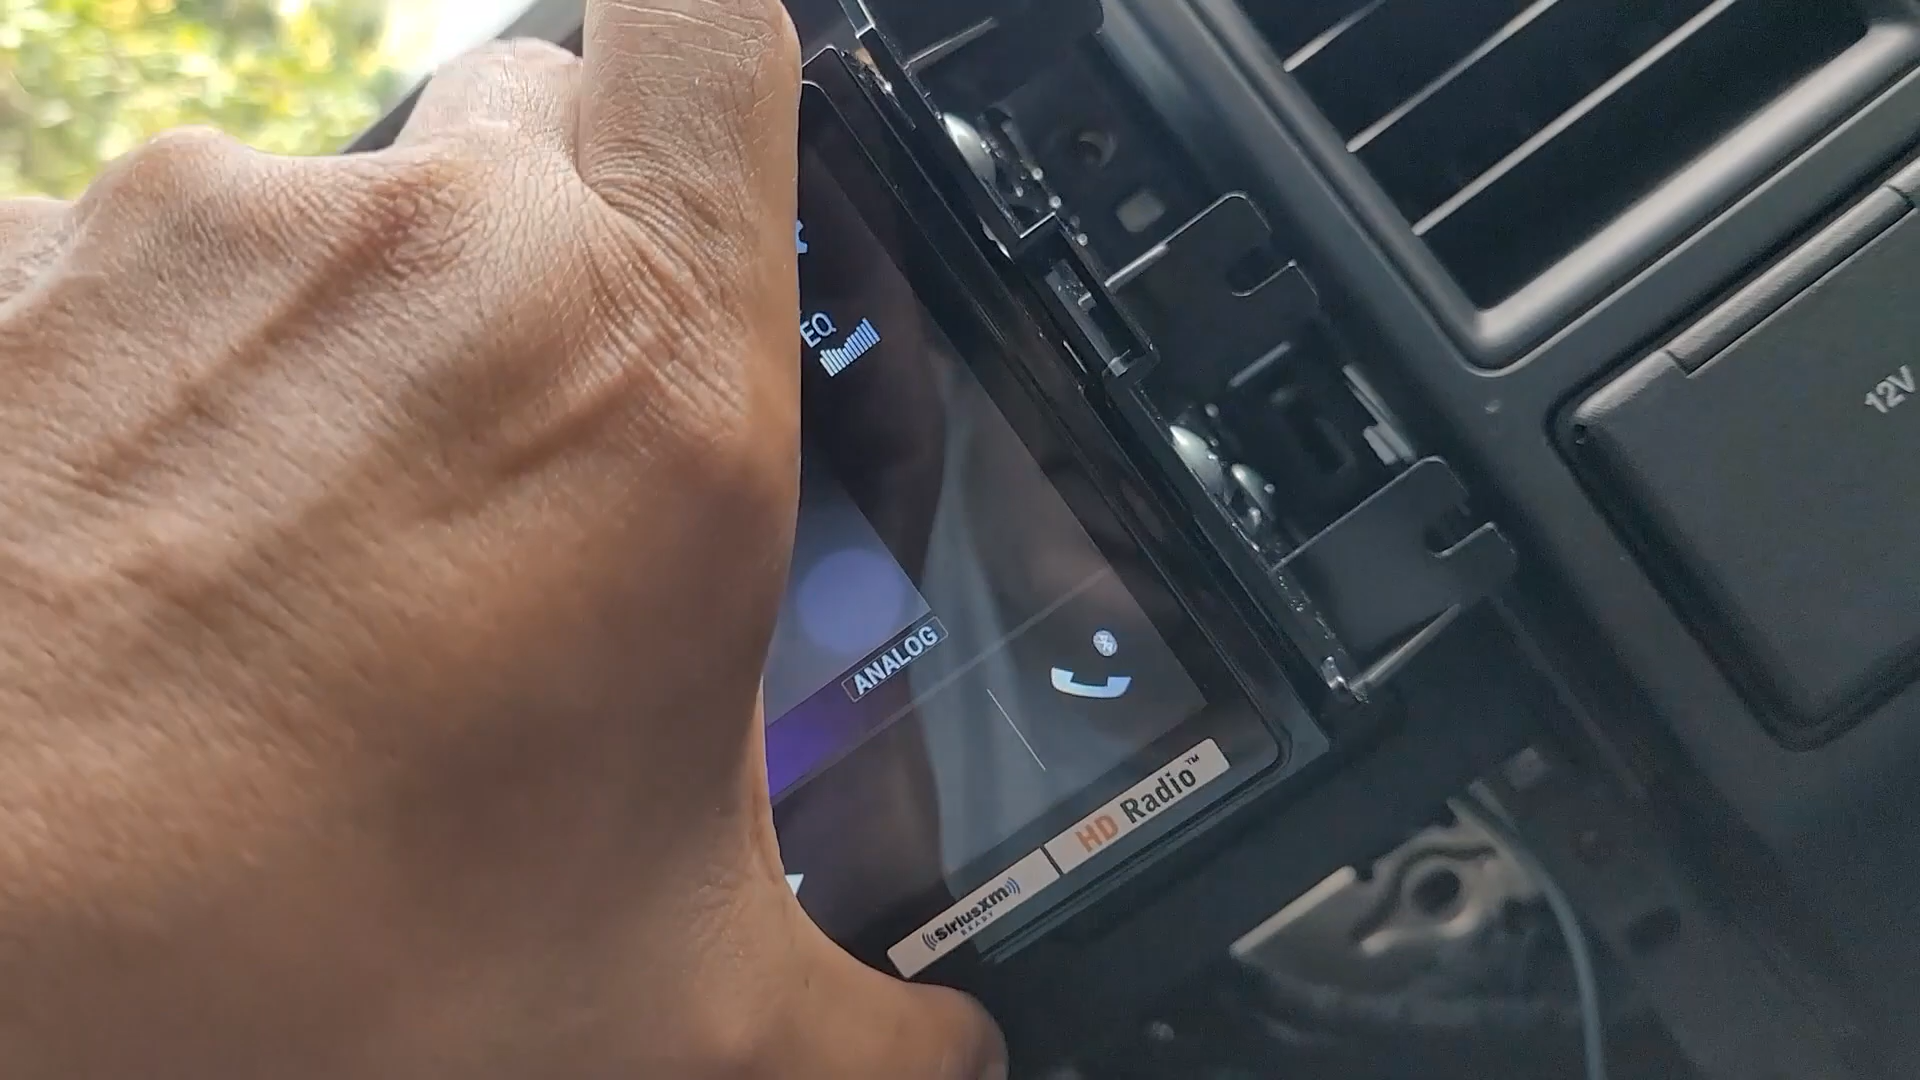 EQ
ANALOG
HD Radio™
((SiriusXM))
READY
12V